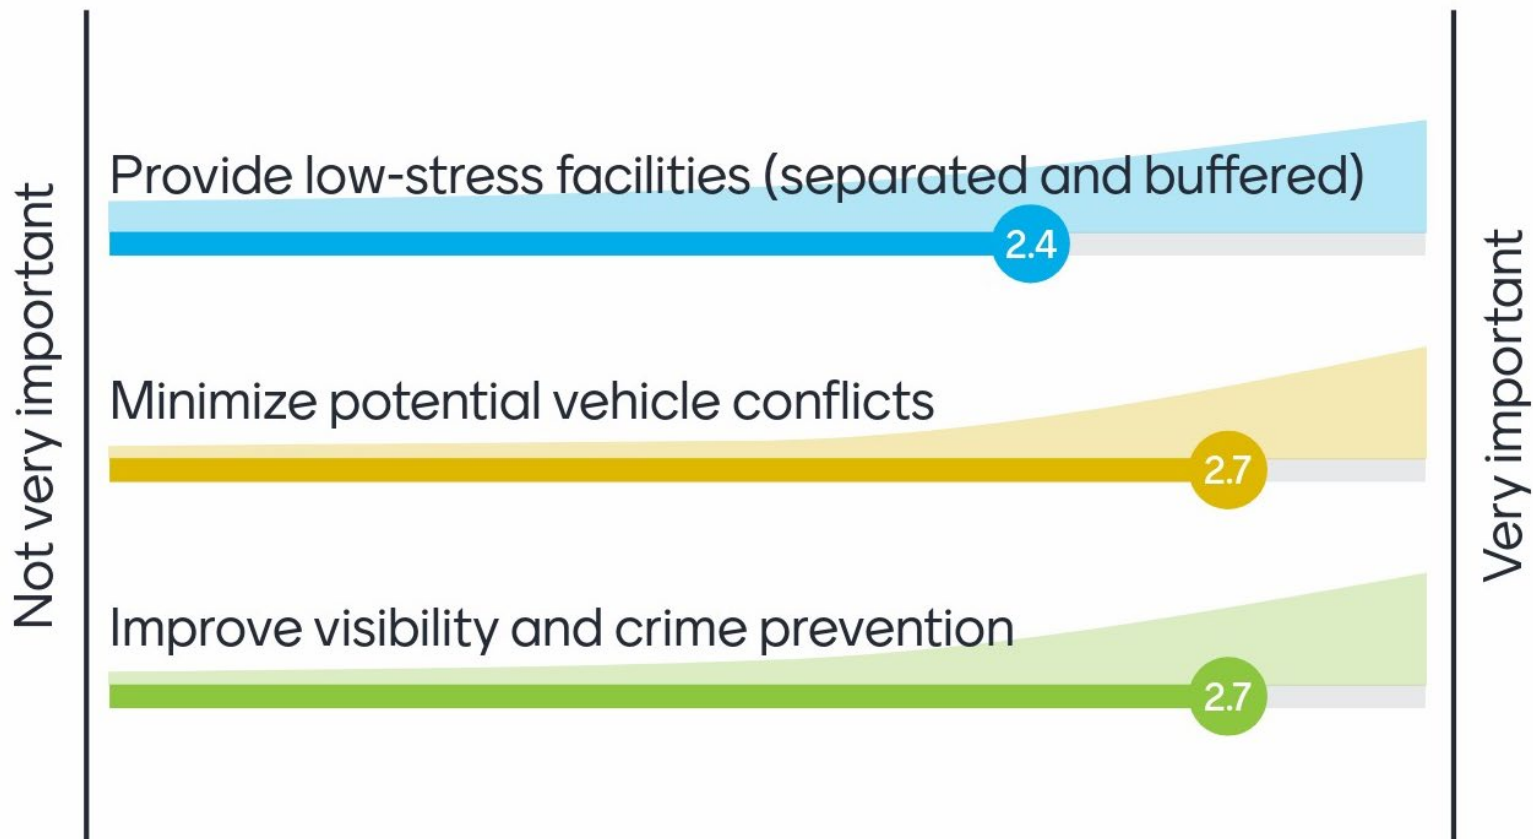 Not very important
Provide low-stress facilities (separated and buffered)
2.4
Minimize potential vehicle conflicts
2.7
Improve visibility and crime prevention
2.7
Very important